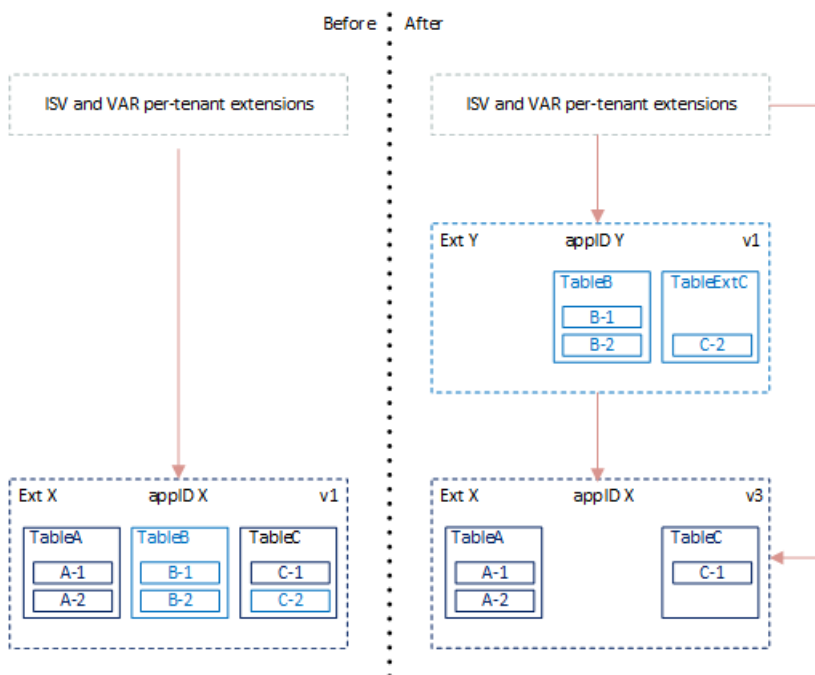 Before
After
ISV and VAR per-tenant extensions
ISV and VAR per-tenant extensions
Ext Y appID Y v1
TableB TableExtC
B-1
B-2 C-2
Ext X appID X v1
TableA TableB TableC
A-1 B-1 C-1
A-2 B-2 C-2
Ext X appID X v3
TableA TableC
A-1 C-1
A-2